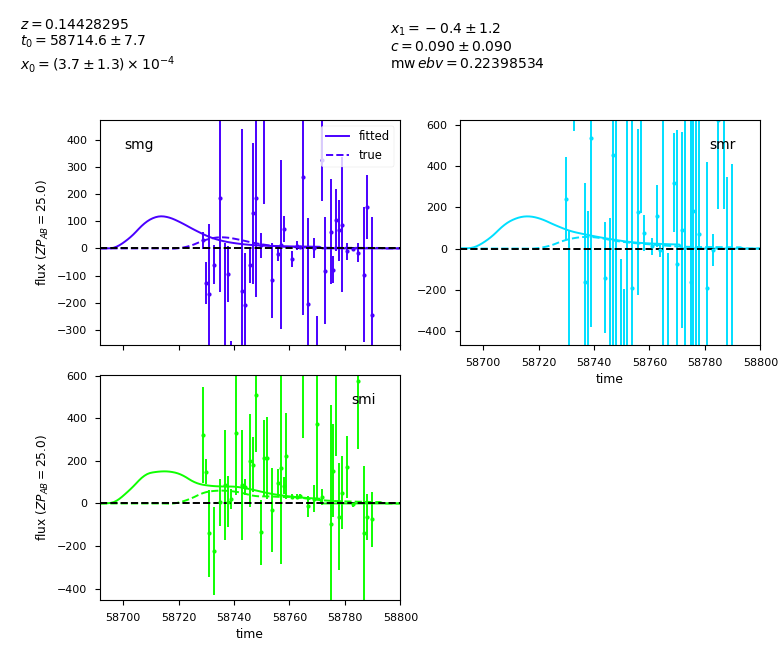 z = 0.14428295
t₀ = 58714.6 ± 7.7
x₀ = (3.7 ± 1.3) × 10⁻⁴
x₁ = −0.4 ± 1.2
c = 0.090 ± 0.090
mw ebv = 0.22398534
smg
fitted
true
400
300
200
100
0
−100
−200
−300
flux (ZP_AB = 25.0)
smr
600
400
200
0
−200
−400
58700 58720 58740 58760 58780 58800
time
smi
600
400
200
0
−200
−400
flux (ZP_AB = 25.0)
58700 58720 58740 58760 58780 58800
time